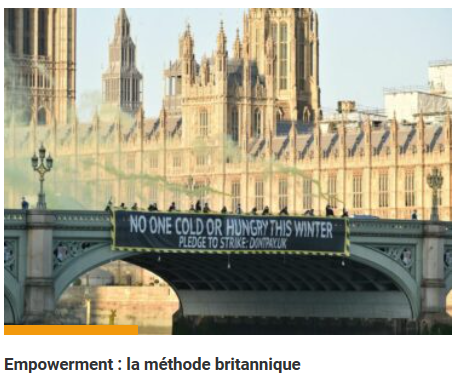 NO ONE COLD OR HUNGRY THIS WINTER
PLEDGE TO STRIKE: DONTPAY.UK
Empowerment : la méthode britannique